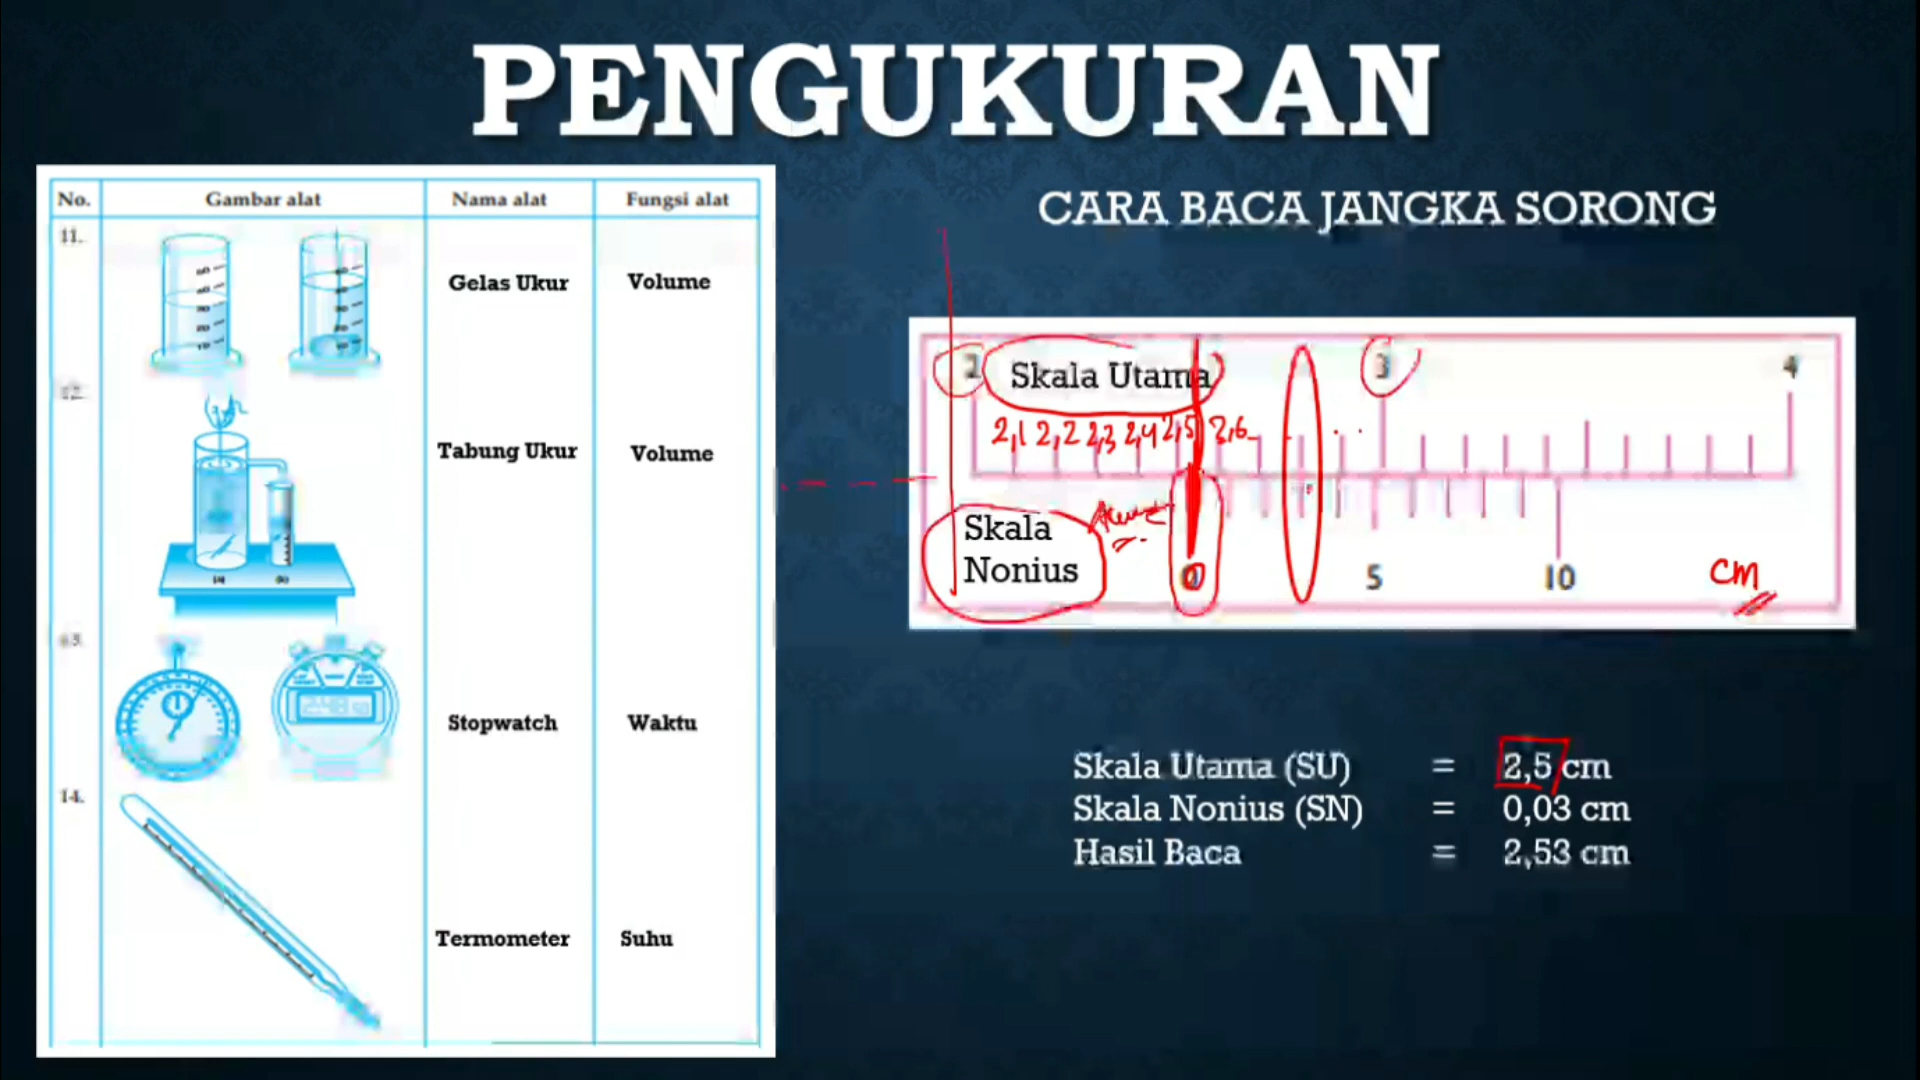 PENGUKURAN
No. Gambar alat Nama alat Fungsi alat
11. Gelas Ukur Volume
12. Tabung Ukur Volume
13. Stopwatch Waktu
14. Termometer Suhu
CARA BACA JANGKA SORONG
2 Skala Utama 3 4
2,1 2,2 2,3 2,4 2,5 2,6
Skala
Nonius
0 5 10 cm
Skala Utama (SU) = 2,5 cm
Skala Nonius (SN) = 0,03 cm
Hasil Baca = 2,53 cm